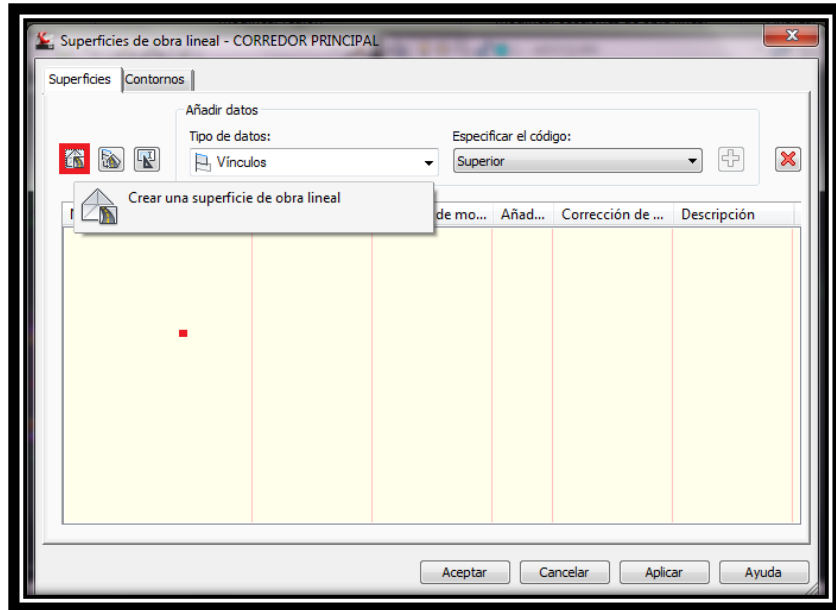 Superficies de obra lineal - CORREDOR PRINCIPAL
Superficies Contornos
Añadir datos
Tipo de datos: Especificar el código:
Vínculos Superior
Crear una superficie de obra lineal
de mo... Añad... Corrección de ... Descripción
Aceptar Cancelar Aplicar Ayuda